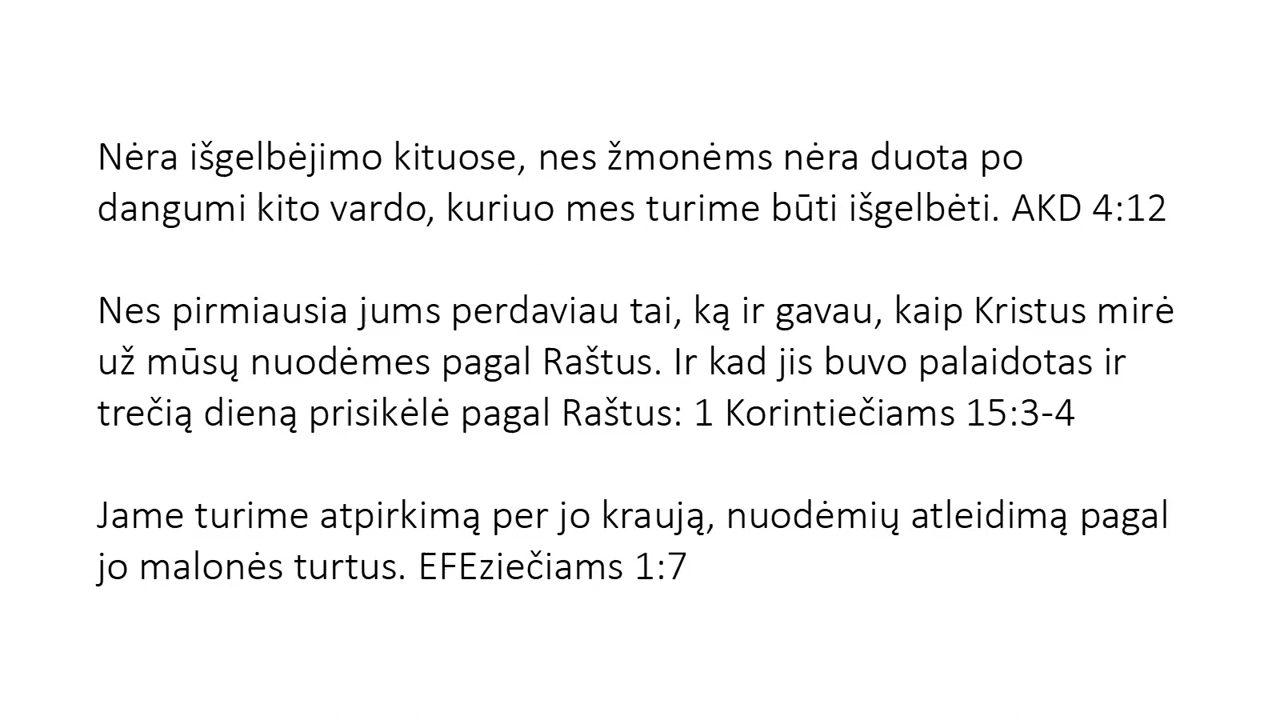 Nėra išgelbėjimo kituose, nes žmonėms nėra duota po
dangumi kito vardo, kuriuo mes turime būti išgelbėti. AKD 4:12
Nes pirmiausia jums perdaviau tai, ką ir gavau, kaip Kristus mirė
už mūsų nuodėmes pagal Raštus. Ir kad jis buvo palaidotas ir
trečią dieną prisikėlė pagal Raštus: 1 Korintiečiams 15:3-4
Jame turime atpirkimą per jo kraują, nuodėmių atleidimą pagal
jo malonės turtus. EFEziečiams 1:7